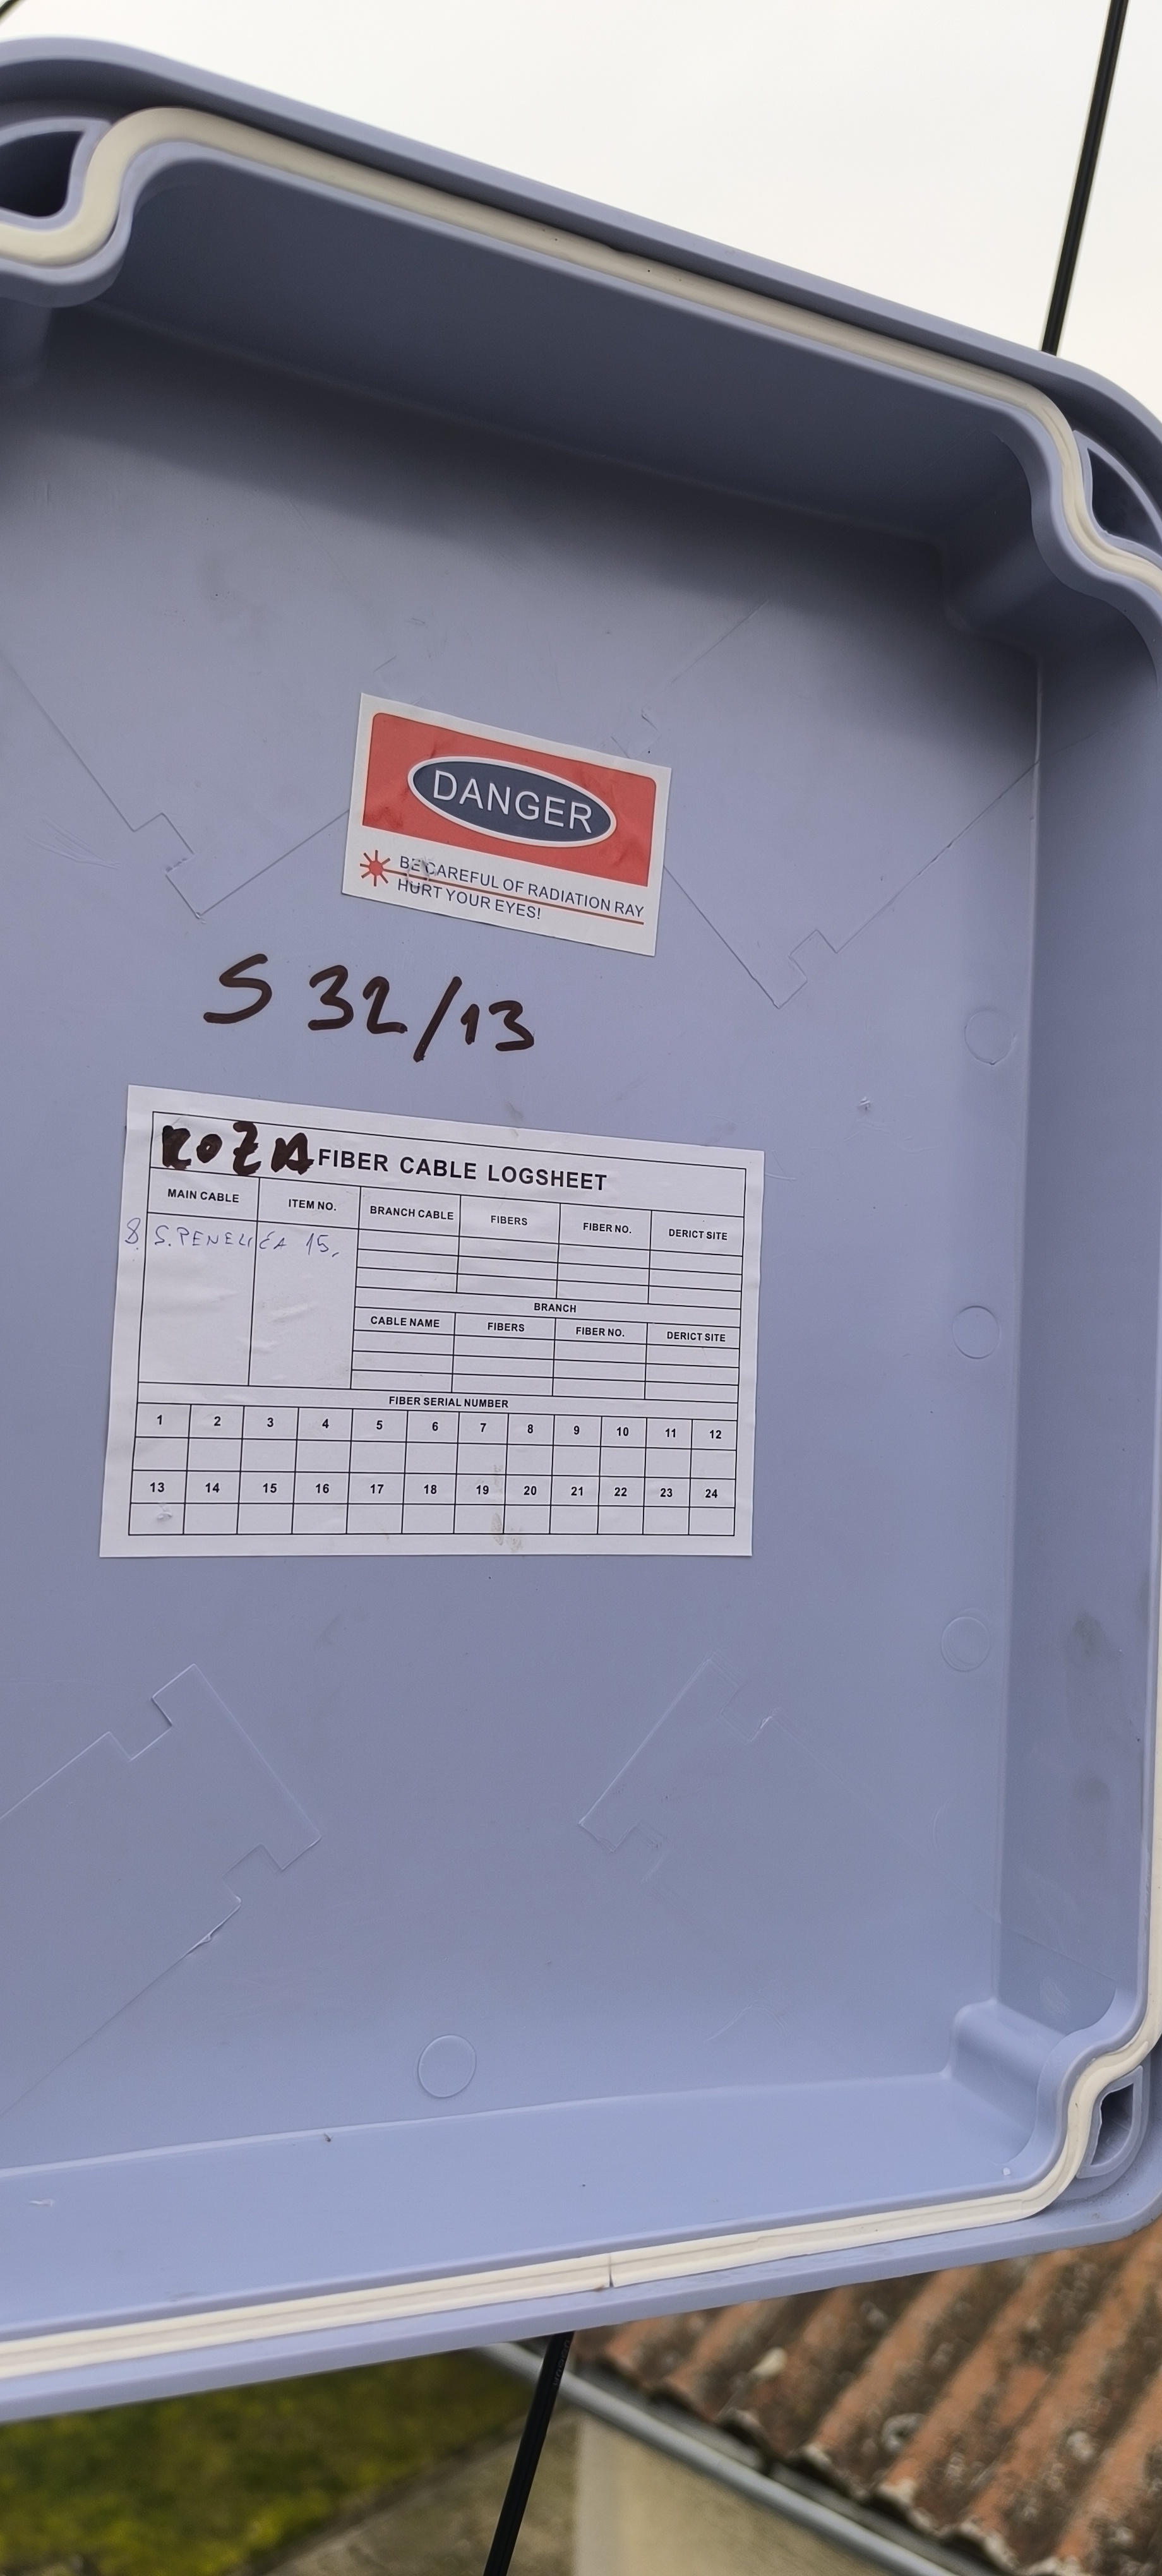 DANGER
BE CAREFUL OF RADIATION RAY
HURT YOUR EYES!
S 32/13
ROZA FIBER CABLE LOGSHEET
MAIN CABLE ITEM NO. BRANCH CABLE FIBERS FIBER NO. DERICT SITE
8. S. PENELIĆA 15.
BRANCH
CABLE NAME FIBERS FIBER NO. DERICT SITE
FIBER SERIAL NUMBER
1 2 3 4 5 6 7 8 9 10 11 12
13 14 15 16 17 18 19 20 21 22 23 24